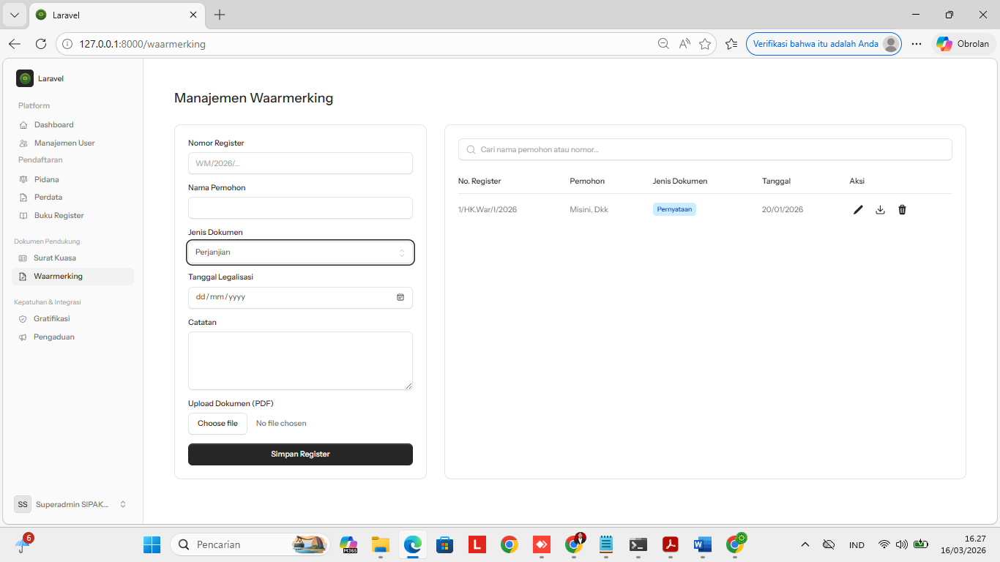 Laravel
127.0.0.1:8000/waarmerking
Verifikasi bahwa itu adalah Anda
Obrolan
Laravel
Platform
Dashboard
Manajemen User
Pendaftaran
Pidana
Perdata
Buku Register
Dokumen Pendukung
Surat Kuasa
Waarmerking
Kepatuhan & Integrasi
Gratifikasi
Pengaduan
SS Superadmin SIPAK...
Manajemen Waarmerking
Nomor Register
WM/2026/...
Nama Pemohon
Jenis Dokumen
Perjanjian
Tanggal Legalisasi
dd/mm/yyyy
Catatan
Upload Dokumen (PDF)
Choose file No file chosen
Simpan Register
Cari nama pemohon atau nomor...
No. Register Pemohon Jenis Dokumen Tanggal Aksi
1/HK.War/I/2026 Misini, Dkk Pernyataan 20/01/2026
6
Pencarian
M365
L
W
IND
16.27
16/03/2026